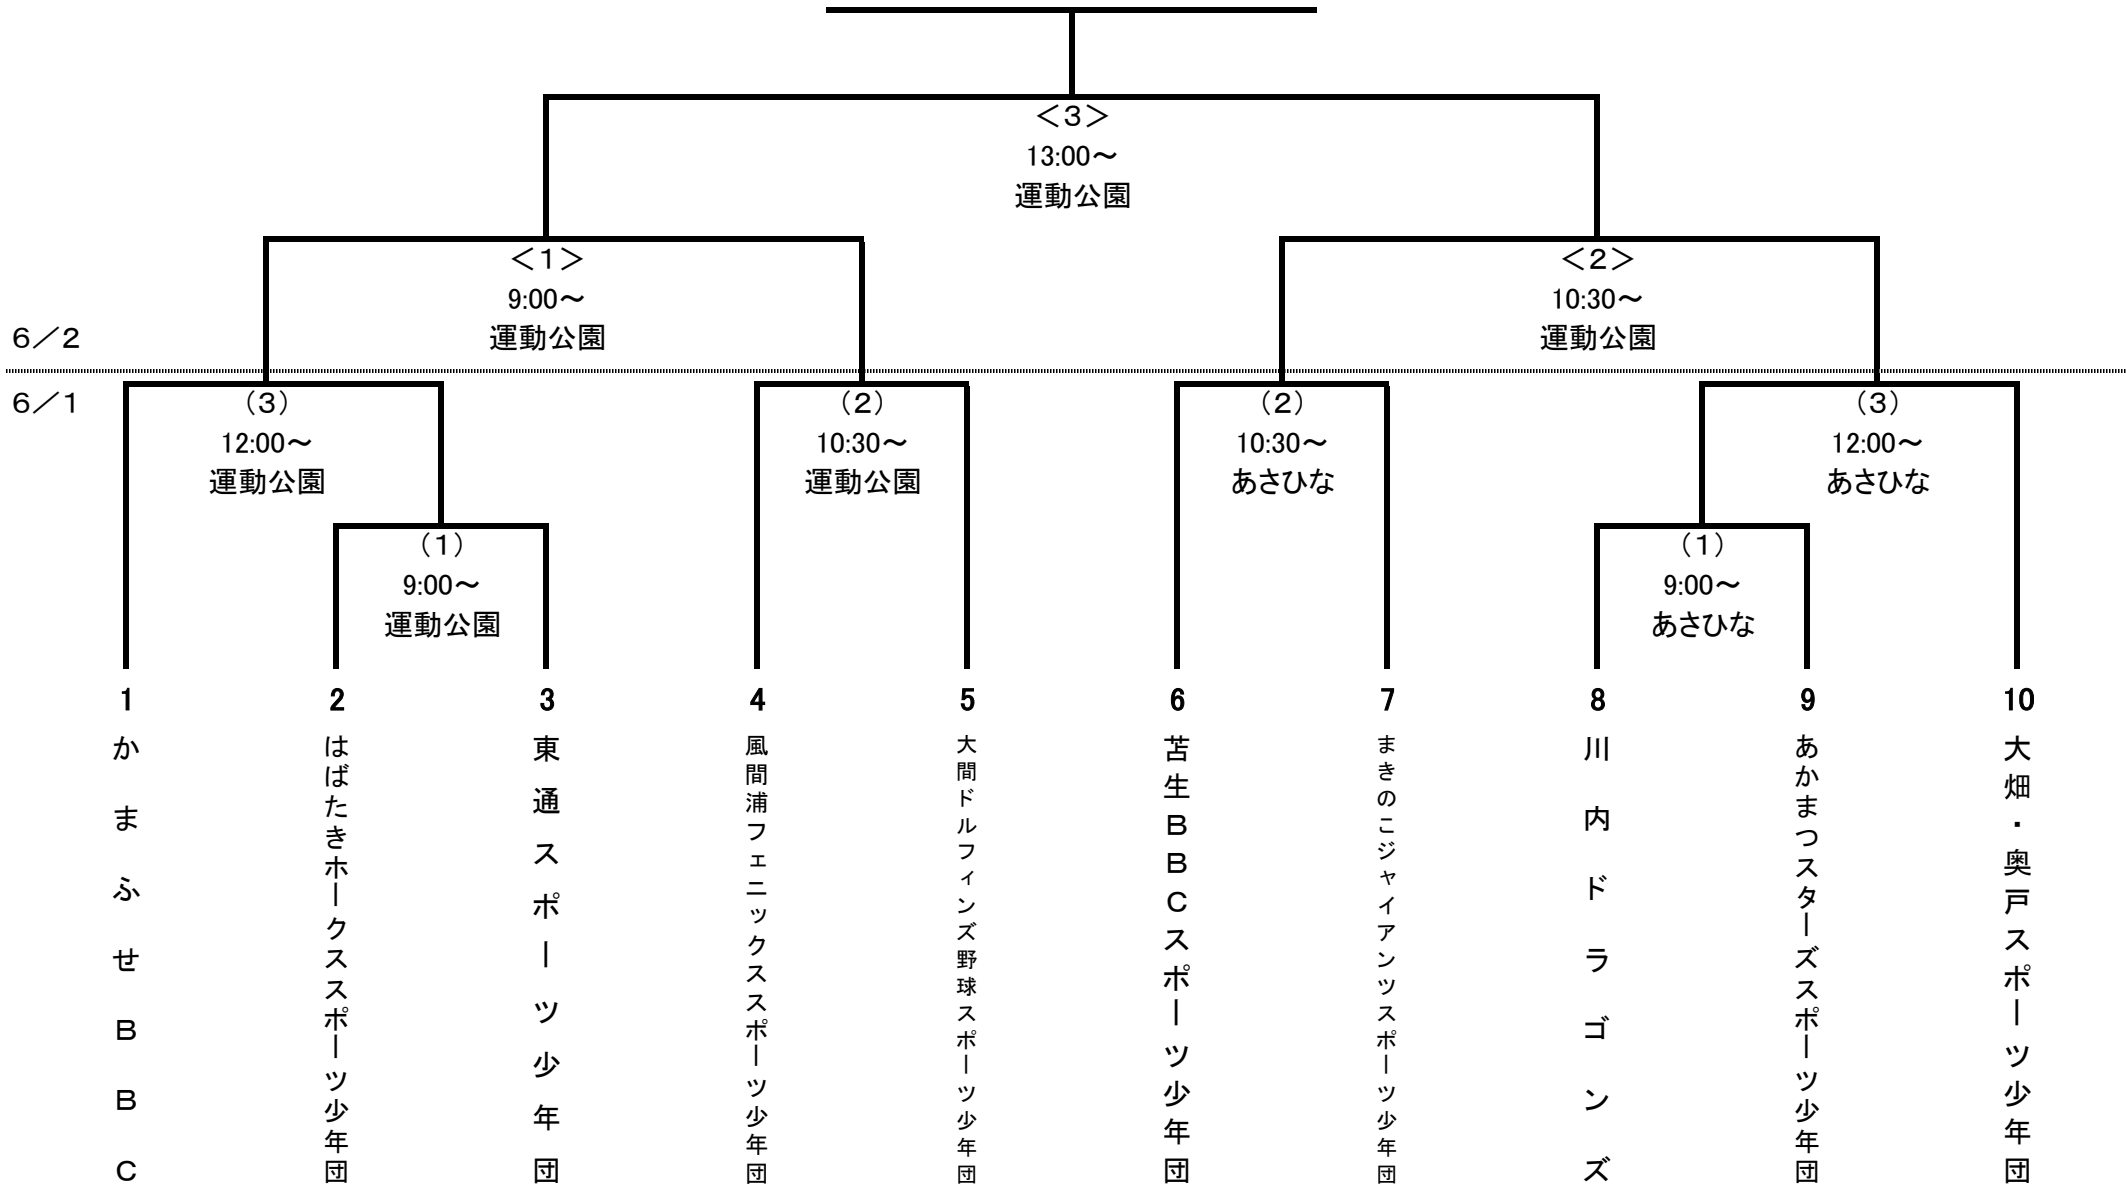 ＜３＞
13:00～
運動公園
＜１＞
9:00～
運動公園
＜２＞
10:30～
運動公園
６／２
６／１
（３）
12:00～
運動公園
（２）
10:30～
運動公園
（２）
10:30～
あさひな
（３）
12:00～
あさひな
（１）
9:00～
運動公園
（１）
9:00～
あさひな
1
かまふせＢＢＣ
2
はばたきホークススポーツ少年団
3
東通スポーツ少年団
4
風間浦フェニックススポーツ少年団
5
大間ドルフィンズ野球スポーツ少年団
6
苫生ＢＢＣスポーツ少年団
7
まきのこジャイアンツスポーツ少年団
8
川内ドラゴンズ
9
あかまつスターズスポーツ少年団
10
大畑・奥戸スポーツ少年団